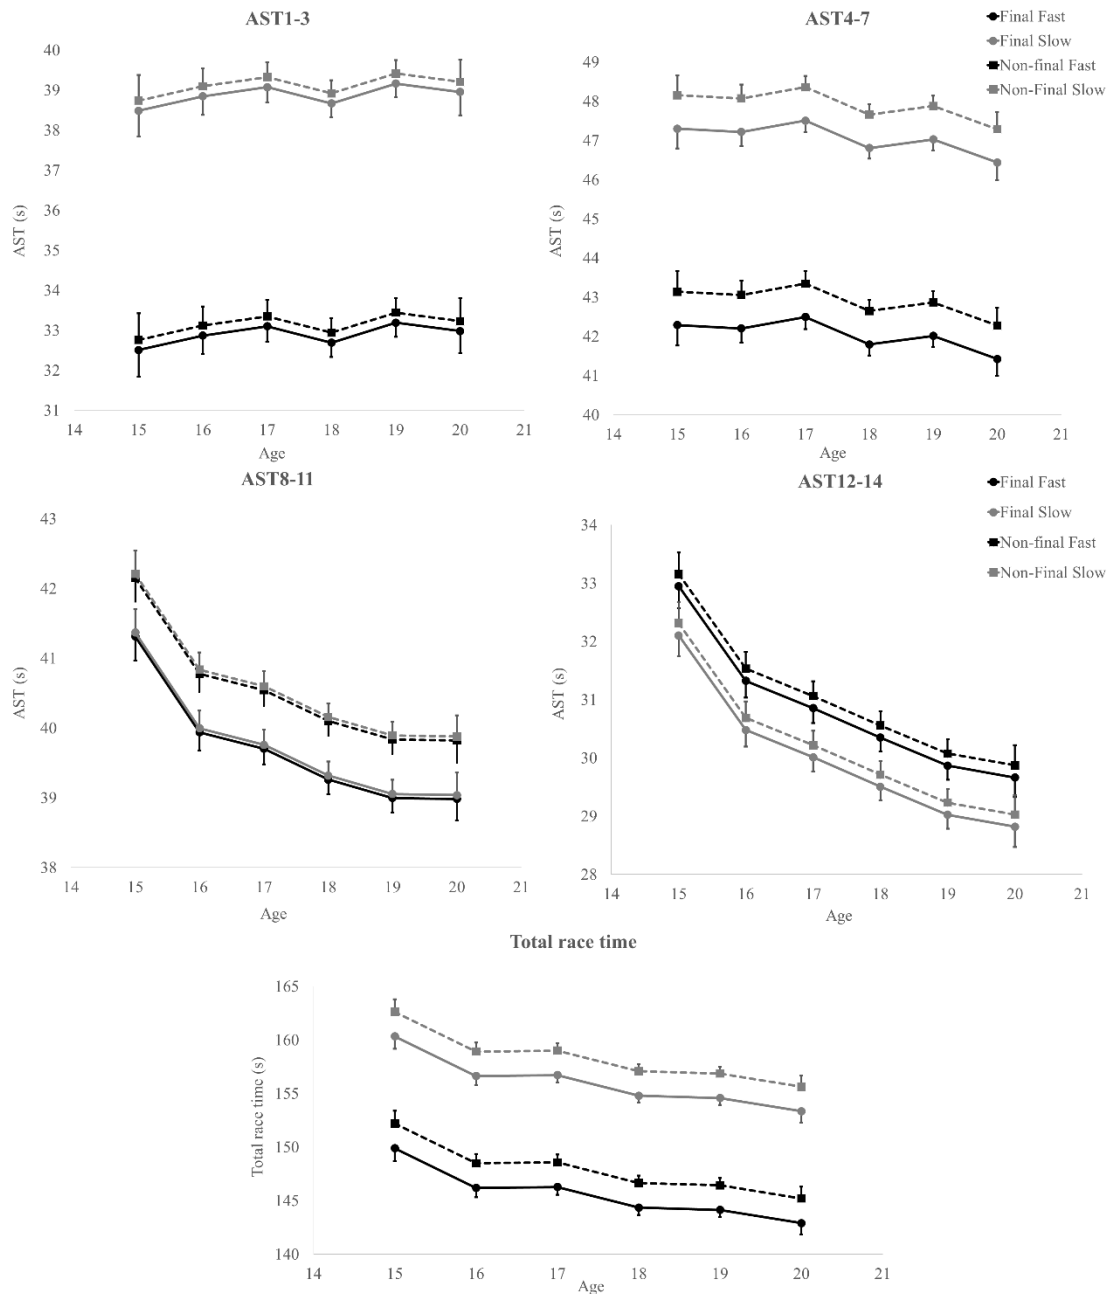 AST1-3
40
39
38
37
36
35
34
33
32
31
AST (s)
14 15 16 17 18 19 20 21
Age
AST4-7
49
48
47
46
45
44
43
42
41
40
AST (s)
14 15 16 17 18 19 20 21
Age
Final Fast
Final Slow
Non-final Fast
Non-Final Slow
AST8-11
43
42
41
40
39
38
AST (s)
14 15 16 17 18 19 20 21
Age
AST12-14
34
33
32
31
30
29
28
AST (s)
14 15 16 17 18 19 20 21
Age
Final Fast
Final Slow
Non-final Fast
Non-Final Slow
Total race time
165
160
155
150
145
140
Total race time (s)
14 15 16 17 18 19 20 21
Age